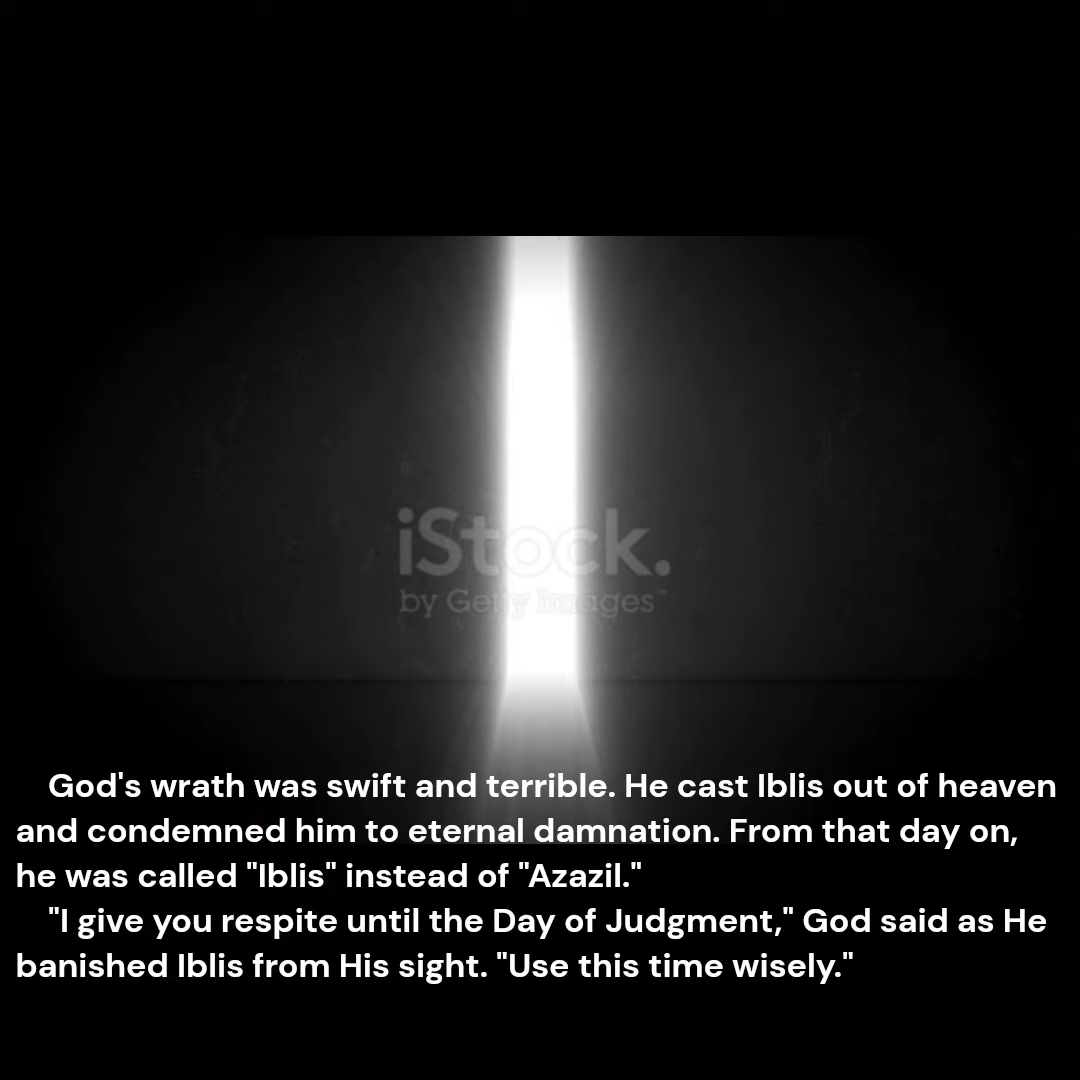 iStock.
by Getty Images™
God's wrath was swift and terrible. He cast Iblis out of heaven
and condemned him to eternal damnation. From that day on,
he was called "Iblis" instead of "Azazil."
"I give you respite until the Day of Judgment," God said as He
banished Iblis from His sight. "Use this time wisely."